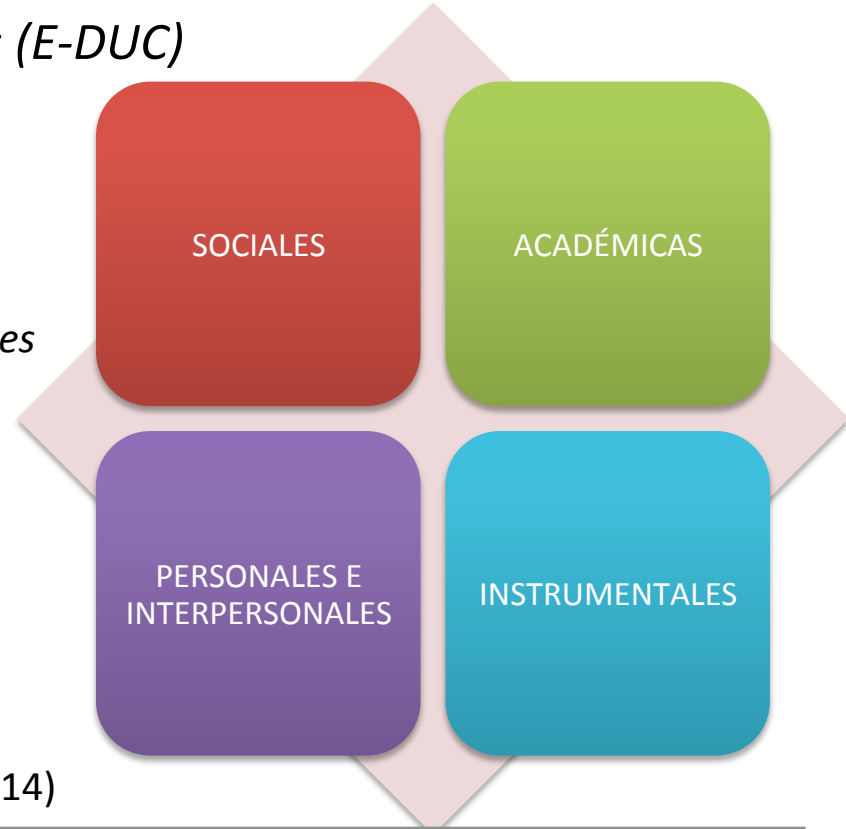 (E-DUC)
SOCIALES
ACADÉMICAS
es
PERSONALES E
INTERPERSONALES
INSTRUMENTALES
14)